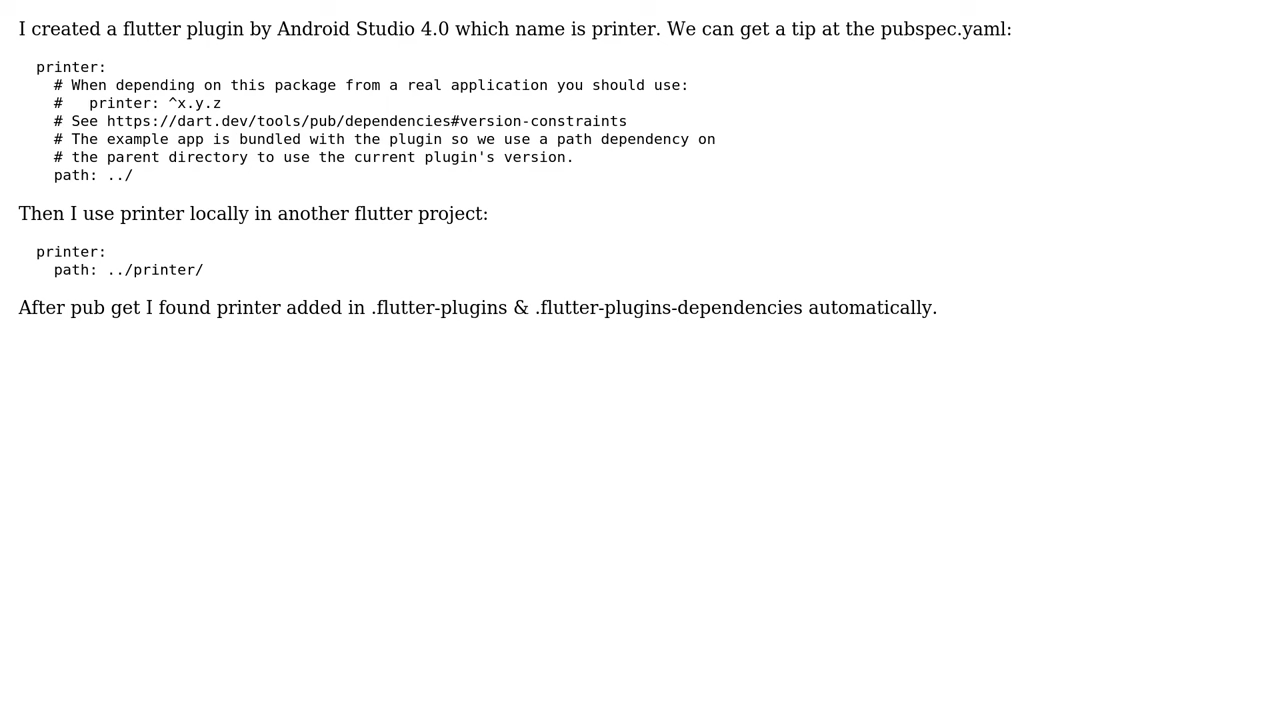 I created a flutter plugin by Android Studio 4.0 which name is printer. We can get a tip at the pubspec.yaml:
printer:
# When depending on this package from a real application you should use:
#   printer: ^x.y.z
# See https://dart.dev/tools/pub/dependencies#version-constraints
# The example app is bundled with the plugin so we use a path dependency on
# the parent directory to use the current plugin's version.
path: ../
Then I use printer locally in another flutter project:
printer:
path: ../printer/
After pub get I found printer added in .flutter-plugins & .flutter-plugins-dependencies automatically.